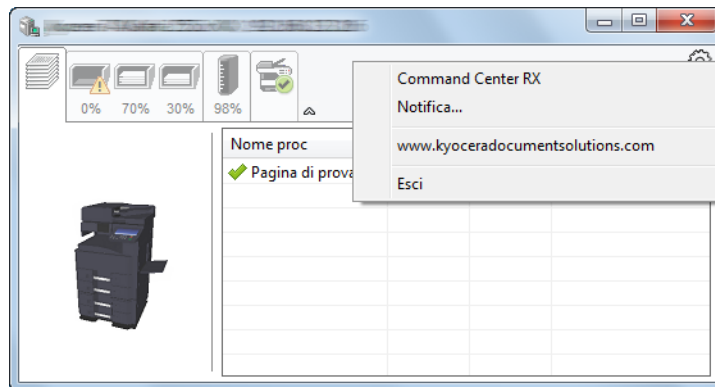 0% 70% 30% 98%
Command Center RX
Notifica...
www.kyoceradocumentsolutions.com
Esci
Nome proc
Pagina di prova